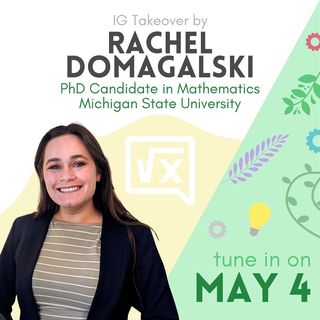 IG Takeover by
RACHEL
DOMAGALSKI
PhD Candidate in Mathematics
Michigan State University
√x
tune in on
MAY 4